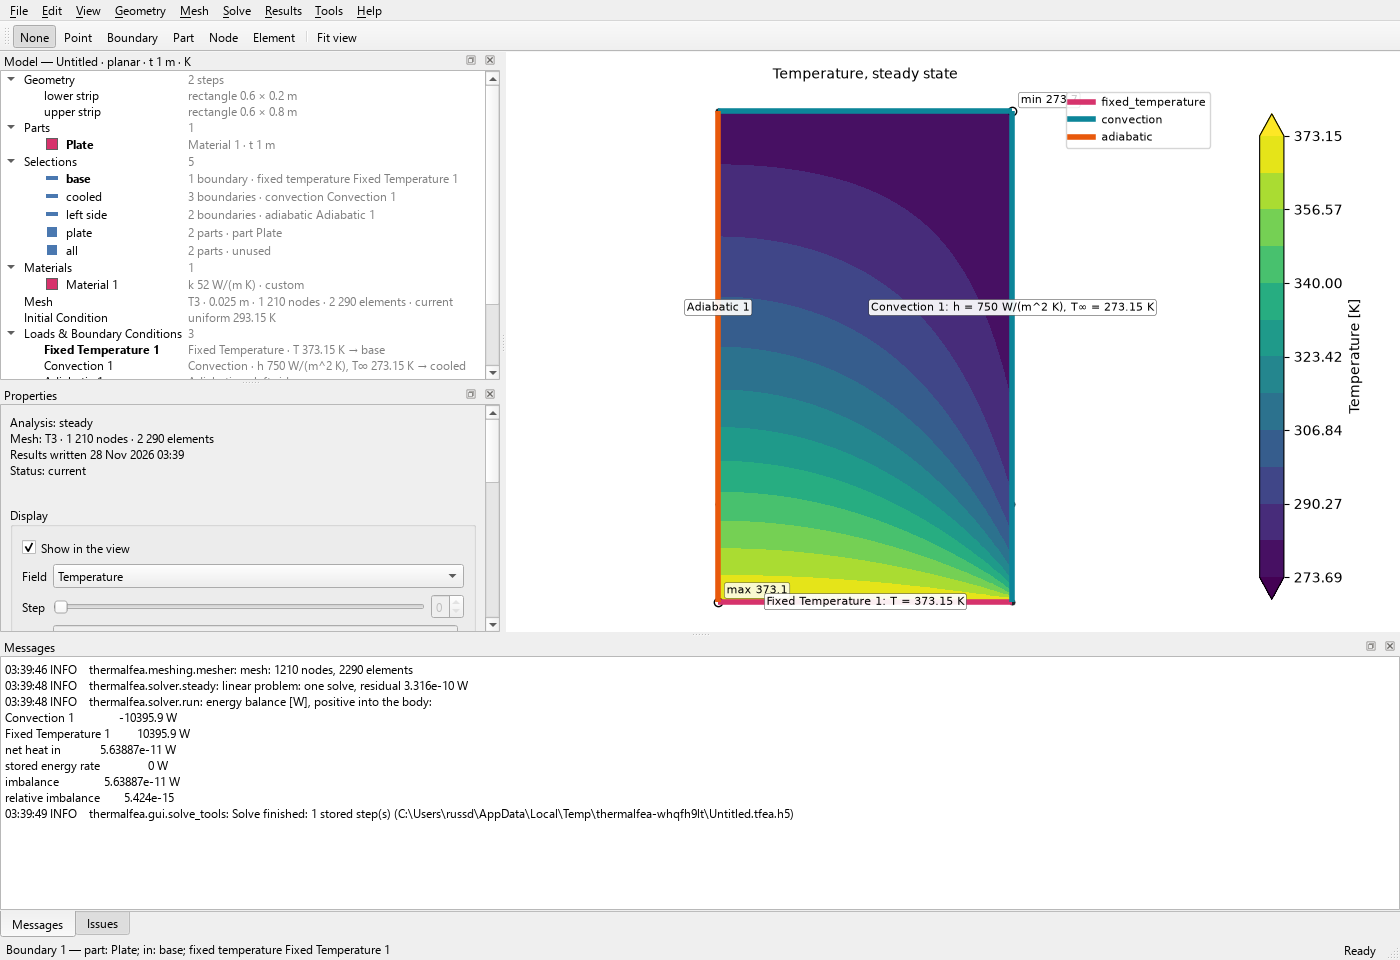 File Edit View Geometry Mesh Solve Results Tools Help
None Point Boundary Part Node Element Fit view
Model — Untitled · planar · t 1 m · K
Geometry 2 steps
lower strip rectangle 0.6 × 0.2 m
upper strip rectangle 0.6 × 0.8 m
Parts 1
Plate Material 1 · t 1 m
Selections 5
base 1 boundary · fixed temperature Fixed Temperature 1
cooled 3 boundaries · convection Convection 1
left side 2 boundaries · adiabatic Adiabatic 1
plate 2 parts · part Plate
all 2 parts · unused
Materials 1
Material 1 k 52 W/(m K) · custom
Mesh T3 · 0.025 m · 1 210 nodes · 2 290 elements · current
Initial Condition uniform 293.15 K
Loads & Boundary Conditions 3
Fixed Temperature 1 Fixed Temperature · T 373.15 K → base
Convection 1 Convection · h 750 W/(m^2 K), T∞ 273.15 K → cooled
Properties
Analysis: steady
Mesh: T3 · 1 210 nodes · 2 290 elements
Results written 28 Nov 2026 03:39
Status: current
Display
Show in the view
Field Temperature
Step 0
Temperature, steady state
min 273.
fixed_temperature
convection
adiabatic
Adiabatic 1
Convection 1: h = 750 W/(m^2 K), T∞ = 273.15 K
max 373.1
Fixed Temperature 1: T = 373.15 K
373.15
356.57
340.00
323.42
306.84
290.27
273.69
Temperature [K]
Messages
03:39:46 INFO thermalfea.meshing.mesher: mesh: 1210 nodes, 2290 elements
03:39:48 INFO thermalfea.solver.steady: linear problem: one solve, residual 3.316e-10 W
03:39:48 INFO thermalfea.solver.run: energy balance [W], positive into the body:
Convection 1 -10395.9 W
Fixed Temperature 1 10395.9 W
net heat in 5.63887e-11 W
stored energy rate 0 W
imbalance 5.63887e-11 W
relative imbalance 5.424e-15
03:39:49 INFO thermalfea.gui.solve_tools: Solve finished: 1 stored step(s) (C:\Users\russd\AppData\Local\Temp\thermalfea-whqfh9lt\Untitled.tfea.h5)
Messages Issues
Boundary 1 — part: Plate; in: base; fixed temperature Fixed Temperature 1
Ready